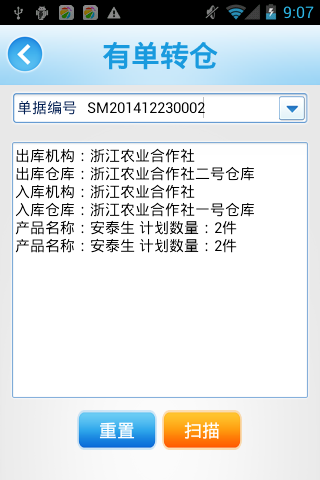 9:07
有单转仓
单据编号 SM201412230002
出库机构：浙江农业合作社
出库仓库：浙江农业合作社二号仓库
入库机构：浙江农业合作社
入库仓库：浙江农业合作社一号仓库
产品名称：安泰生 计划数量：2件
产品名称：安泰生 计划数量：2件
重置 扫描